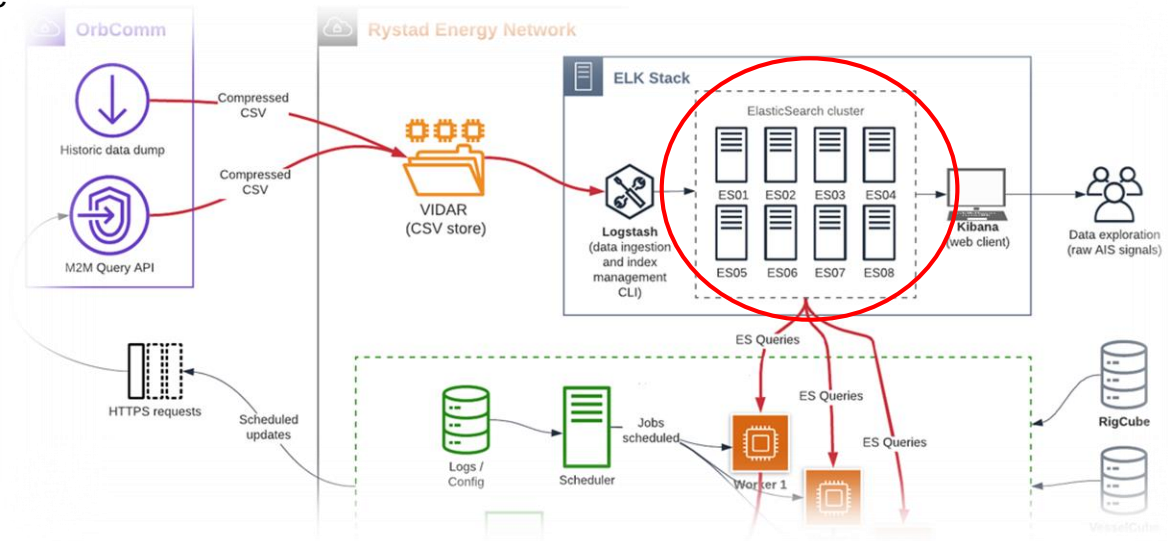 OrbComm
Rystad Energy Network
Historic data dump
M2M Query API
Compressed
CSV
Compressed
CSV
VIDAR
(CSV store)
ELK Stack
Logstash
(data ingestion
and index
management
CLI)
ElasticSearch cluster
ES01 ES02 ES03 ES04
ES05 ES06 ES07 ES08
Kibana
(web client)
Data exploration
(raw AIS signals)
HTTPS requests
Scheduled
updates
ES Queries
ES Queries
ES Queries
Logs /
Config
Scheduler
Jobs
scheduled
Worker 1
RigCube
VesselCube